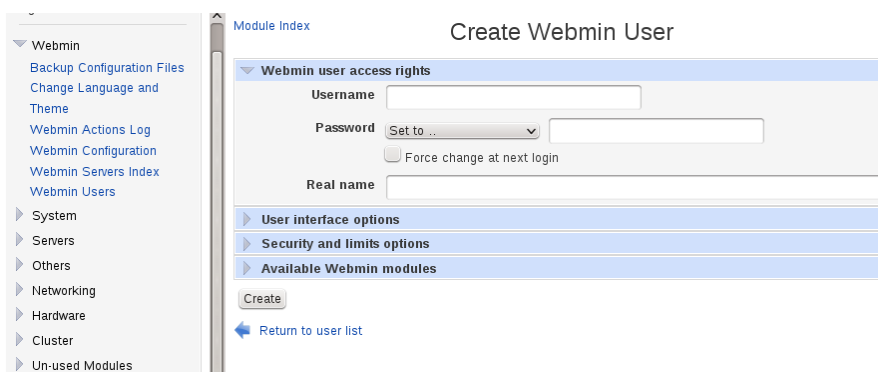 Webmin
Backup Configuration Files
Change Language and
Theme
Webmin Actions Log
Webmin Configuration
Webmin Servers Index
Webmin Users
System
Servers
Others
Networking
Hardware
Cluster
Un-used Modules
Module Index
Create Webmin User
Webmin user access rights
Username
Password Set to ..
Force change at next login
Real name
User interface options
Security and limits options
Available Webmin modules
Create
Return to user list